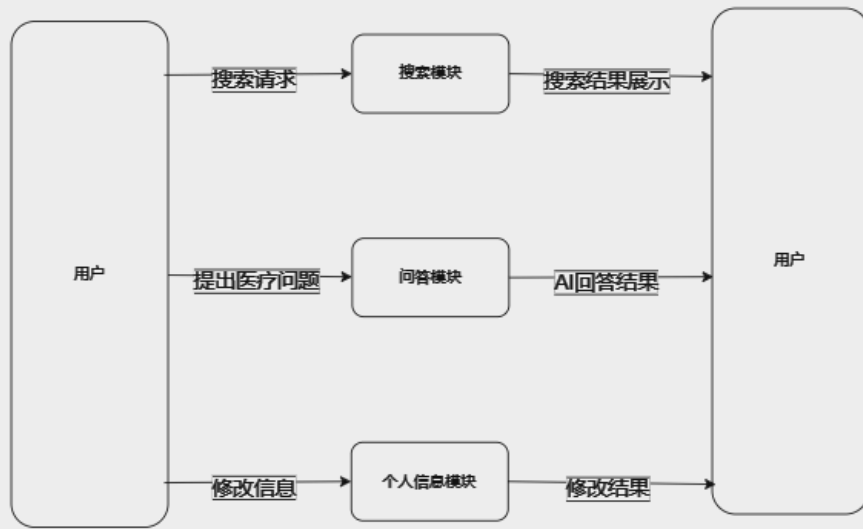 搜索请求
搜索模块
搜索结果展示
用户
提出医疗问题
问答模块
AI回答结果
用户
修改信息
个人信息模块
修改结果